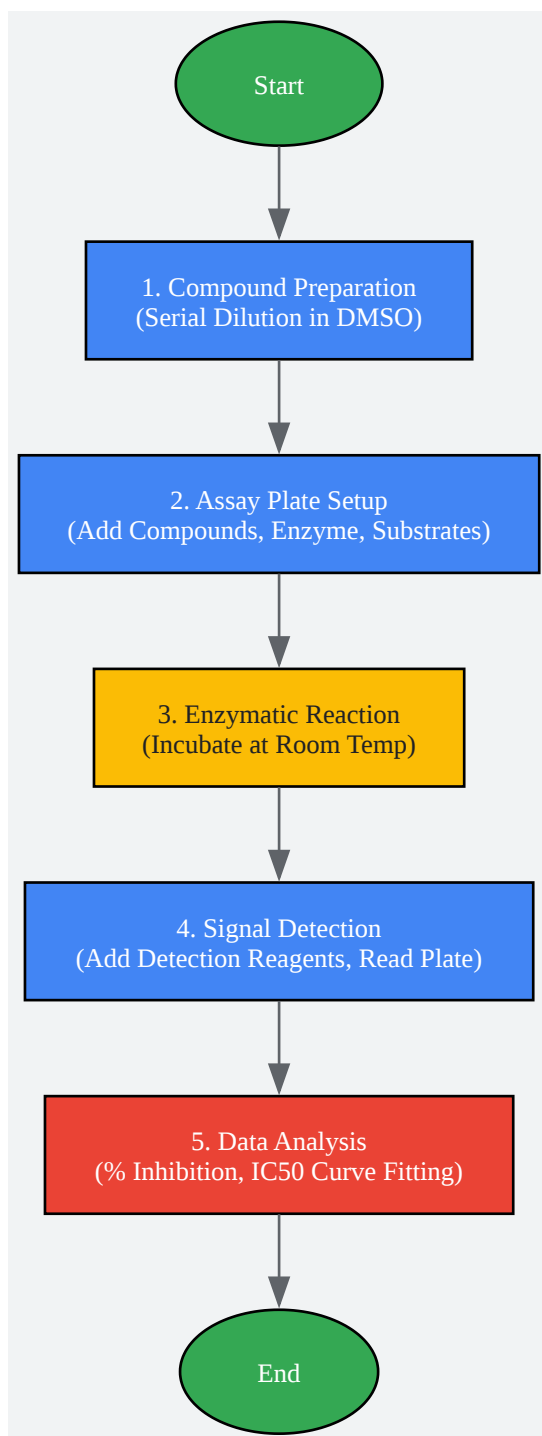 Start
1. Compound Preparation
(Serial Dilution in DMSO)
2. Assay Plate Setup
(Add Compounds, Enzyme, Substrates)
3. Enzymatic Reaction
(Incubate at Room Temp)
4. Signal Detection
(Add Detection Reagents, Read Plate)
5. Data Analysis
(% Inhibition, IC50 Curve Fitting)
End